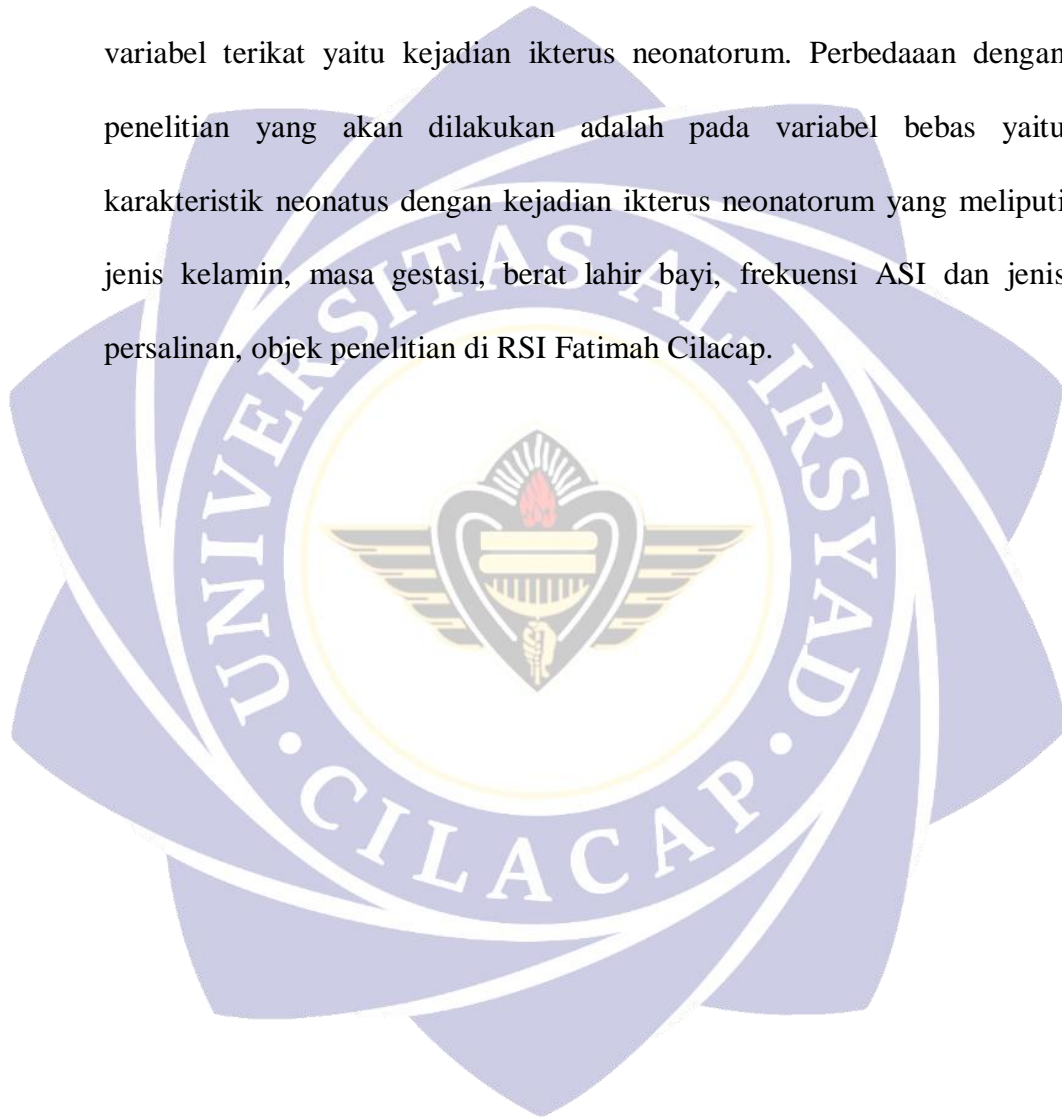 variabel terikat yaitu kejadian ikterus neonatorum. Perbedaaan dengan
penelitian yang akan dilakukan adalah pada variabel bebas yaitu
karakteristik neonatus dengan kejadian ikterus neonatorum yang meliputi
jenis kelamin, masa gestasi, berat lahir bayi, frekuensi ASI dan jenis
persalinan, objek penelitian di RSI Fatimah Cilacap.
UNIVERSITAS AL-IRSYAD
• CILACAP •